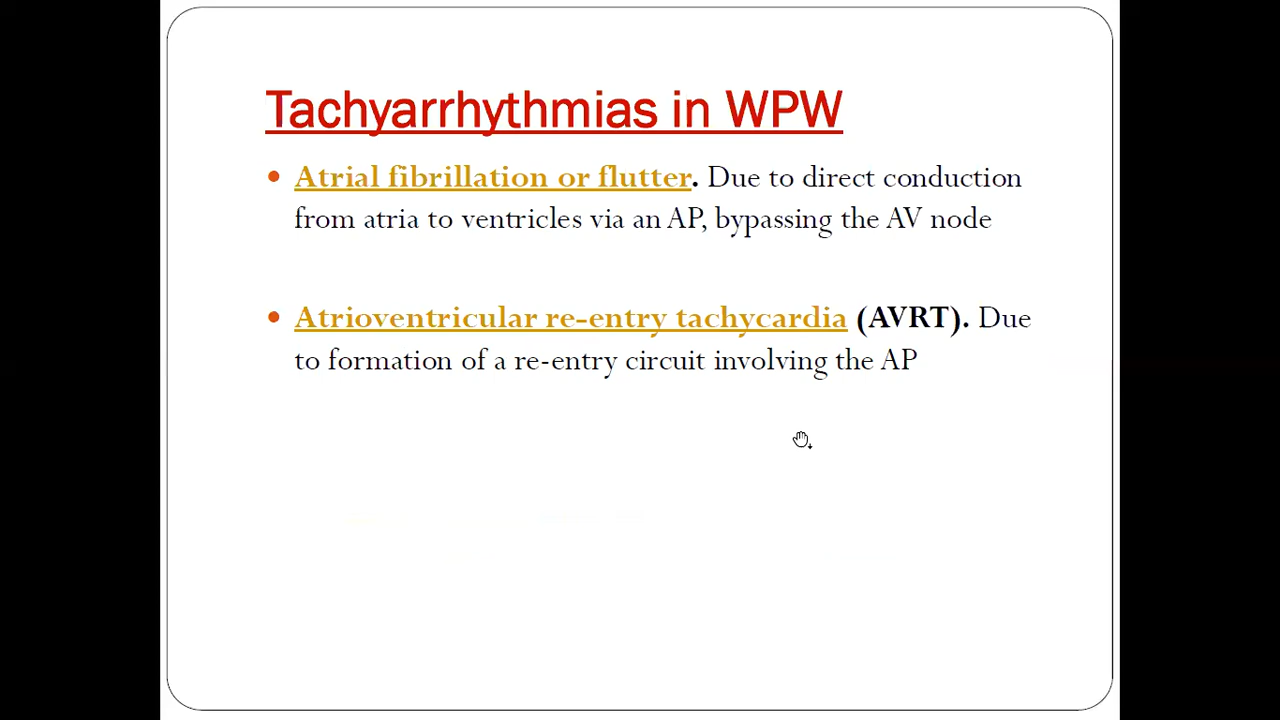 Tachyarrhythmias in WPW
• Atrial fibrillation or flutter. Due to direct conduction
from atria to ventricles via an AP, bypassing the AV node
• Atrioventricular re-entry tachycardia (AVRT). Due
to formation of a re-entry circuit involving the AP